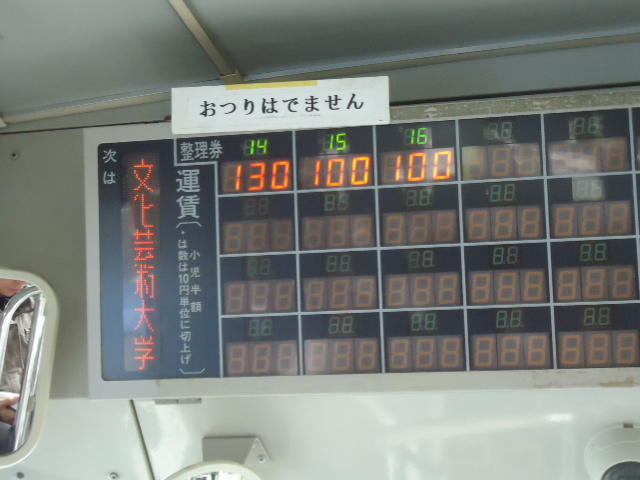 おつりはでません
次は
文化芸術大学
整理券
運賃
小児半額
・は数は10円単位に切上げ
14 15 16
130 100 100